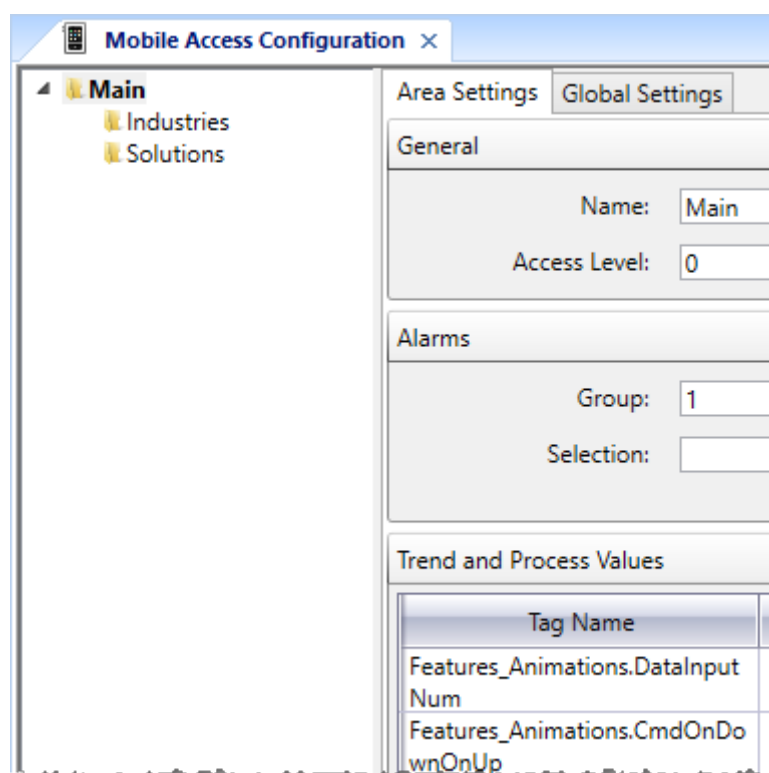 Mobile Access Configuration
Main
Industries
Solutions
Area Settings Global Settings
General
Name: Main
Access Level: 0
Alarms
Group: 1
Selection:
Trend and Process Values
Tag Name
Features_Animations.DataInput
Num
Features_Animations.CmdOnDo
wnOnUp